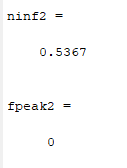 ninf2 =
0.5367
fpeak2 =
0